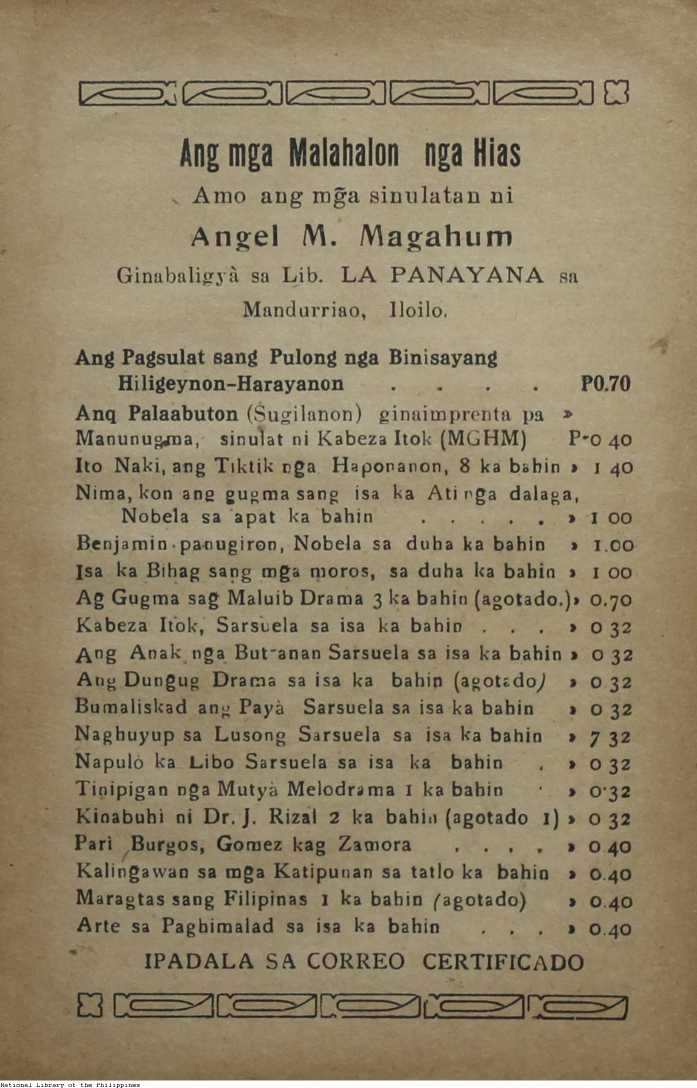 Ang mga Malahalon nga Hias
Amo ang mg̃a sinulatan ni
Angel M. Magahum
Ginabaligyà sa Lib. LA PANAYANA sa
Mandurriao, Iloilo.
Ang Pagsulat sang Pulong nga Binisayang
Hiligeynon-Harayanon . . . . P0.70
Anq Palaabuton (Sugilanon) ginaimprenta pa »
Manunugma, sinulat ni Kabeza Itok (MGHM) P-0 40
Ito Naki, ang Tiktik nga Haponanon, 8 ka bahin » 1 40
Nima, kon ang gugma sang isa ka Ati nga dalaga,
Nobela sa apat ka bahin . . . . . » 1 00
Benjamin panugiron, Nobela sa duha ka bahin » 1.00
Isa ka Bihag sang mga moros, sa duha ka bahin » 1 00
Ag Gugma sag Maluib Drama 3 ka bahin (agotado.) » 0.70
Kabeza Itok, Sarsuela sa isa ka bahin . . . » 0 32
Ang Anak nga But-anan Sarsuela sa isa ka bahin » 0 32
Ang Dungug Drama sa isa ka bahin (agotado) » 0 32
Bumaliskad ang Payà Sarsuela sa isa ka bahin » 0 32
Naghuyup sa Lusong Sarsuela sa isa ka bahin » 7 32
Napulò ka Libo Sarsuela sa isa ka bahin . » 0 32
Tinipigan nga Mutyà Melodrama 1 ka bahin · » 0·32
Kinabuhi ni Dr. J. Rizal 2 ka bahin (agotado 1) » 0 32
Pari Burgos, Gomez kag Zamora . . . . » 0 40
Kalingawan sa mga Katipunan sa tatlo ka bahin » 0.40
Maragtas sang Filipinas 1 ka bahin (agotado) » 0.40
Arte sa Paghimalad sa isa ka bahin . . . » 0.40
IPADALA SA CORREO CERTIFICADO
National Library of the Philippines